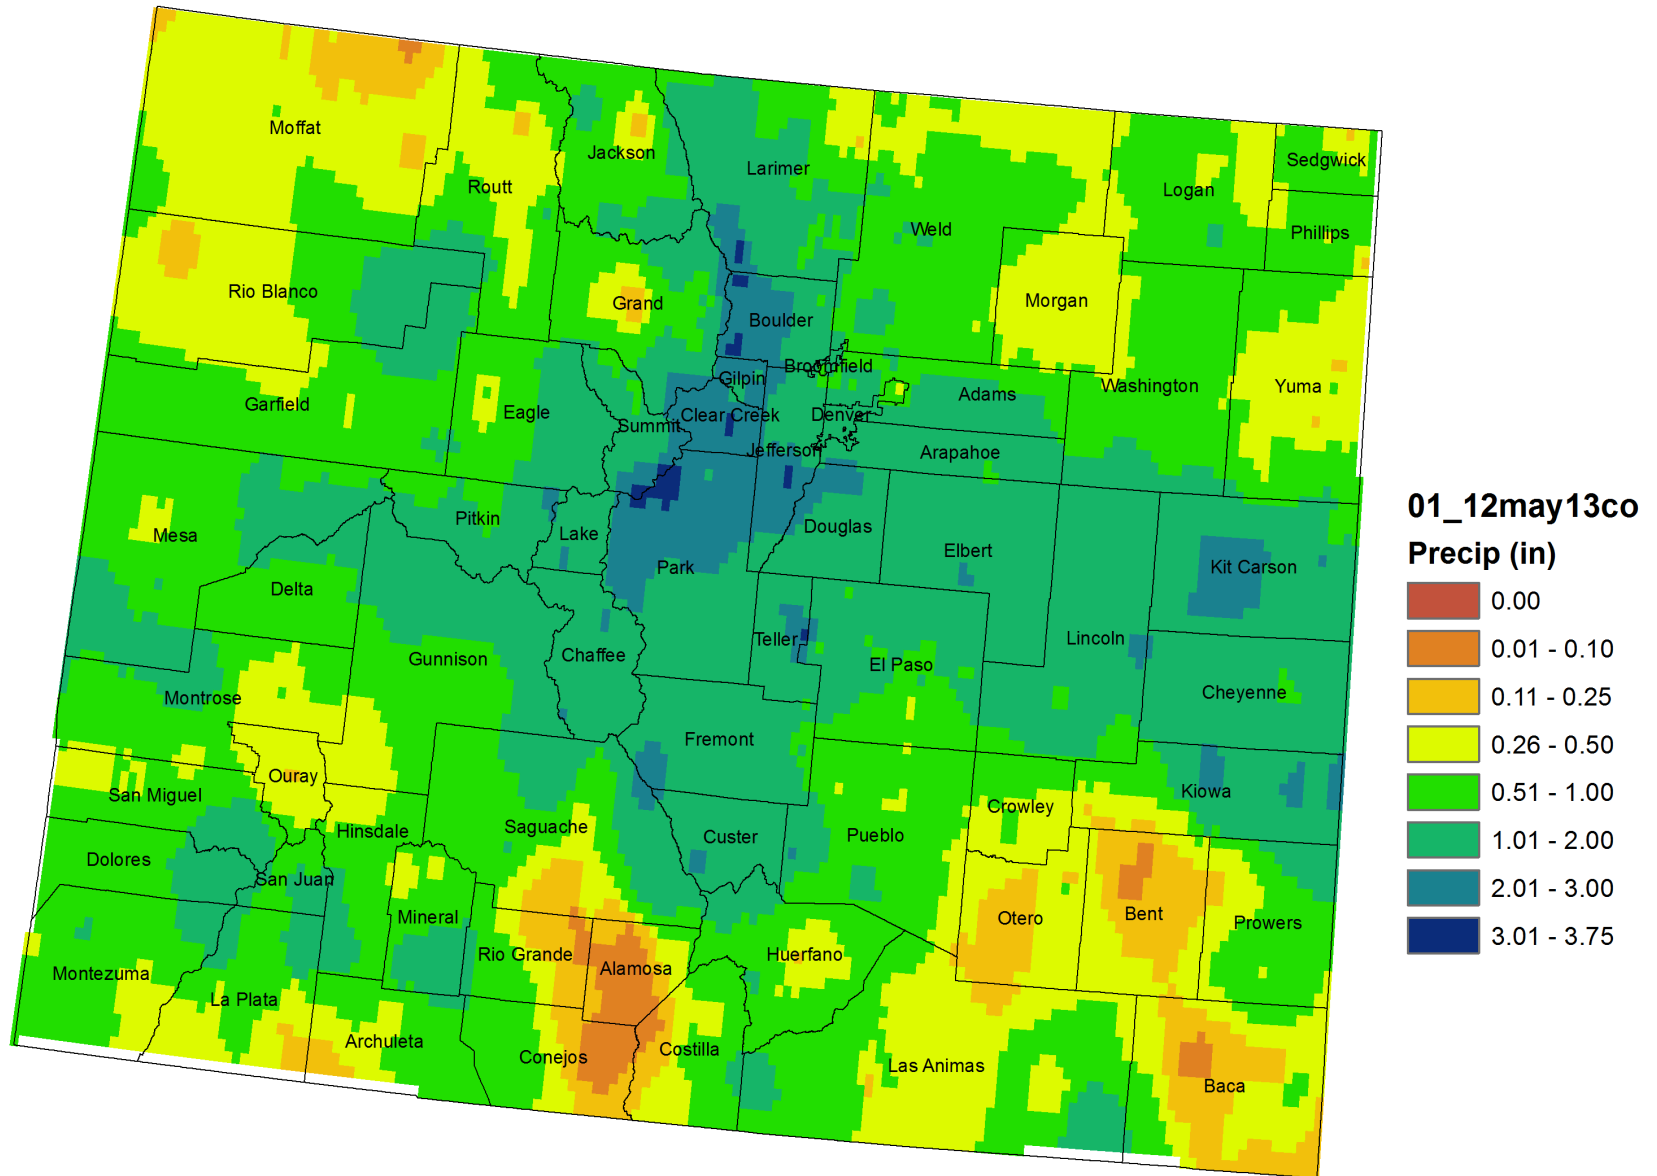 Moffat
Jackson
Larimer
Routt
Weld
Logan
Sedgwick
Phillips
Rio Blanco
Grand
Boulder
Morgan
Broomfield
Gilpin
Adams
Washington
Yuma
Garfield
Eagle
Summit
Clear Creek
Denver
Jefferson
Arapahoe
Mesa
Pitkin
Lake
Park
Douglas
Elbert
Kit Carson
Delta
Gunnison
Chaffee
Teller
El Paso
Lincoln
Cheyenne
Montrose
Fremont
Ouray
San Miguel
Hinsdale
Saguache
Custer
Pueblo
Crowley
Kiowa
Dolores
San Juan
Mineral
Rio Grande
Alamosa
Huerfano
Otero
Bent
Prowers
Montezuma
La Plata
Archuleta
Conejos
Costilla
Las Animas
Baca
01_12may13co
Precip (in)
0.00
0.01 - 0.10
0.11 - 0.25
0.26 - 0.50
0.51 - 1.00
1.01 - 2.00
2.01 - 3.00
3.01 - 3.75